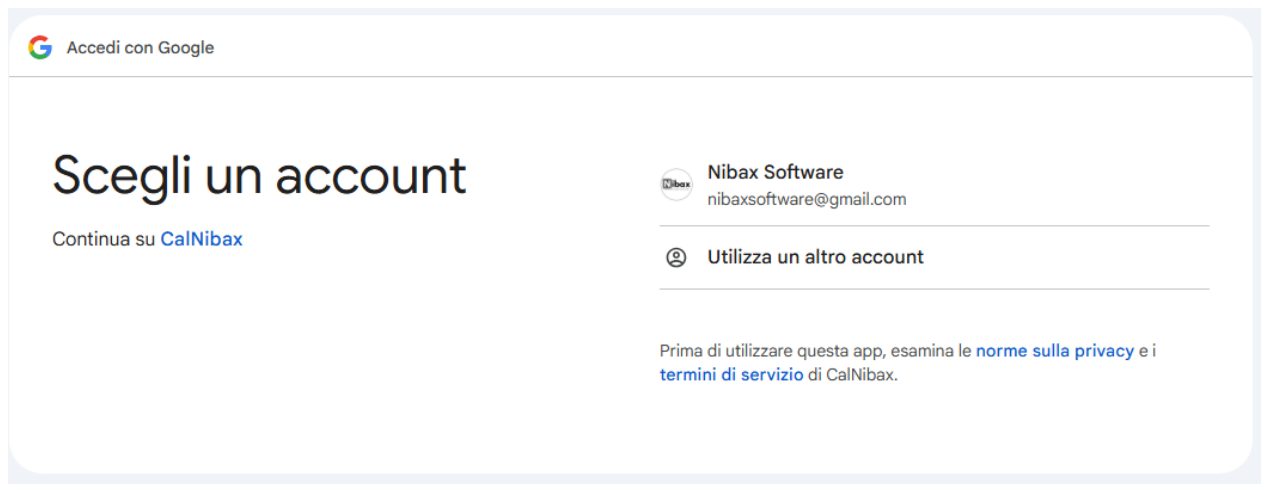 Accedi con Google
Scegli un account
Continua su CalNibax
Nibax
Nibax Software
nibaxsoftware@gmail.com
Utilizza un altro account
Prima di utilizzare questa app, esamina le norme sulla privacy e i
termini di servizio di CalNibax.